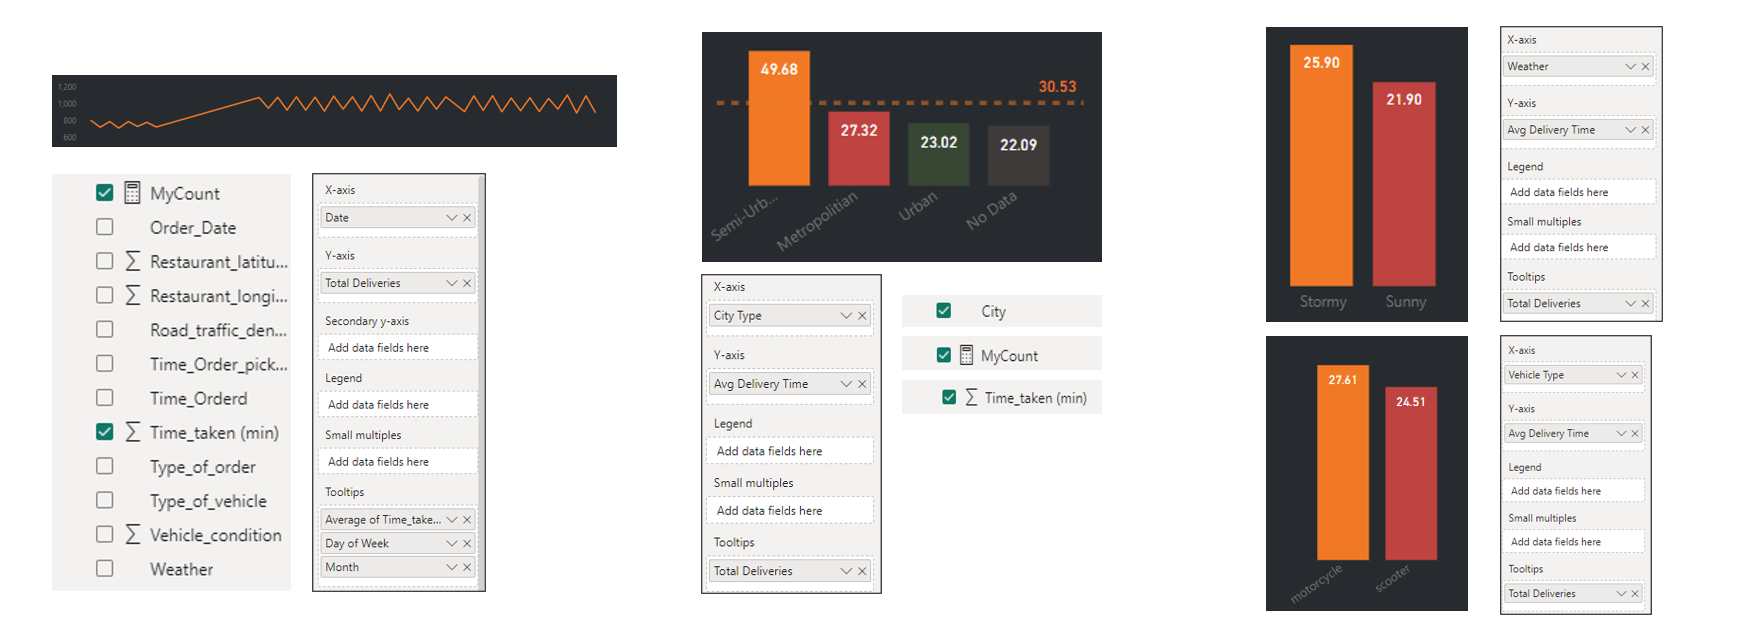 1,200
1,000
800
600
MyCount
Order_Date
Restaurant_latitu...
Restaurant_longi...
Road_traffic_den...
Time_Order_pick...
Time_Orderd
Time_taken (min)
Type_of_order
Type_of_vehicle
Vehicle_condition
Weather
X-axis
Date
Y-axis
Total Deliveries
Secondary y-axis
Add data fields here
Legend
Add data fields here
Small multiples
Add data fields here
Tooltips
Average of Time_take...
Day of Week
Month
49.68
30.53
27.32
23.02
22.09
Semi-Urb...
Metropolitian
Urban
No Data
X-axis
City Type
Y-axis
Avg Delivery Time
Legend
Add data fields here
Small multiples
Add data fields here
Tooltips
Total Deliveries
City
MyCount
Time_taken (min)
25.90
21.90
Stormy
Sunny
X-axis
Weather
Y-axis
Avg Delivery Time
Legend
Add data fields here
Small multiples
Add data fields here
Tooltips
Total Deliveries
27.61
24.51
motorcycle
scooter
X-axis
Vehicle Type
Y-axis
Avg Delivery Time
Legend
Add data fields here
Small multiples
Add data fields here
Tooltips
Total Deliveries